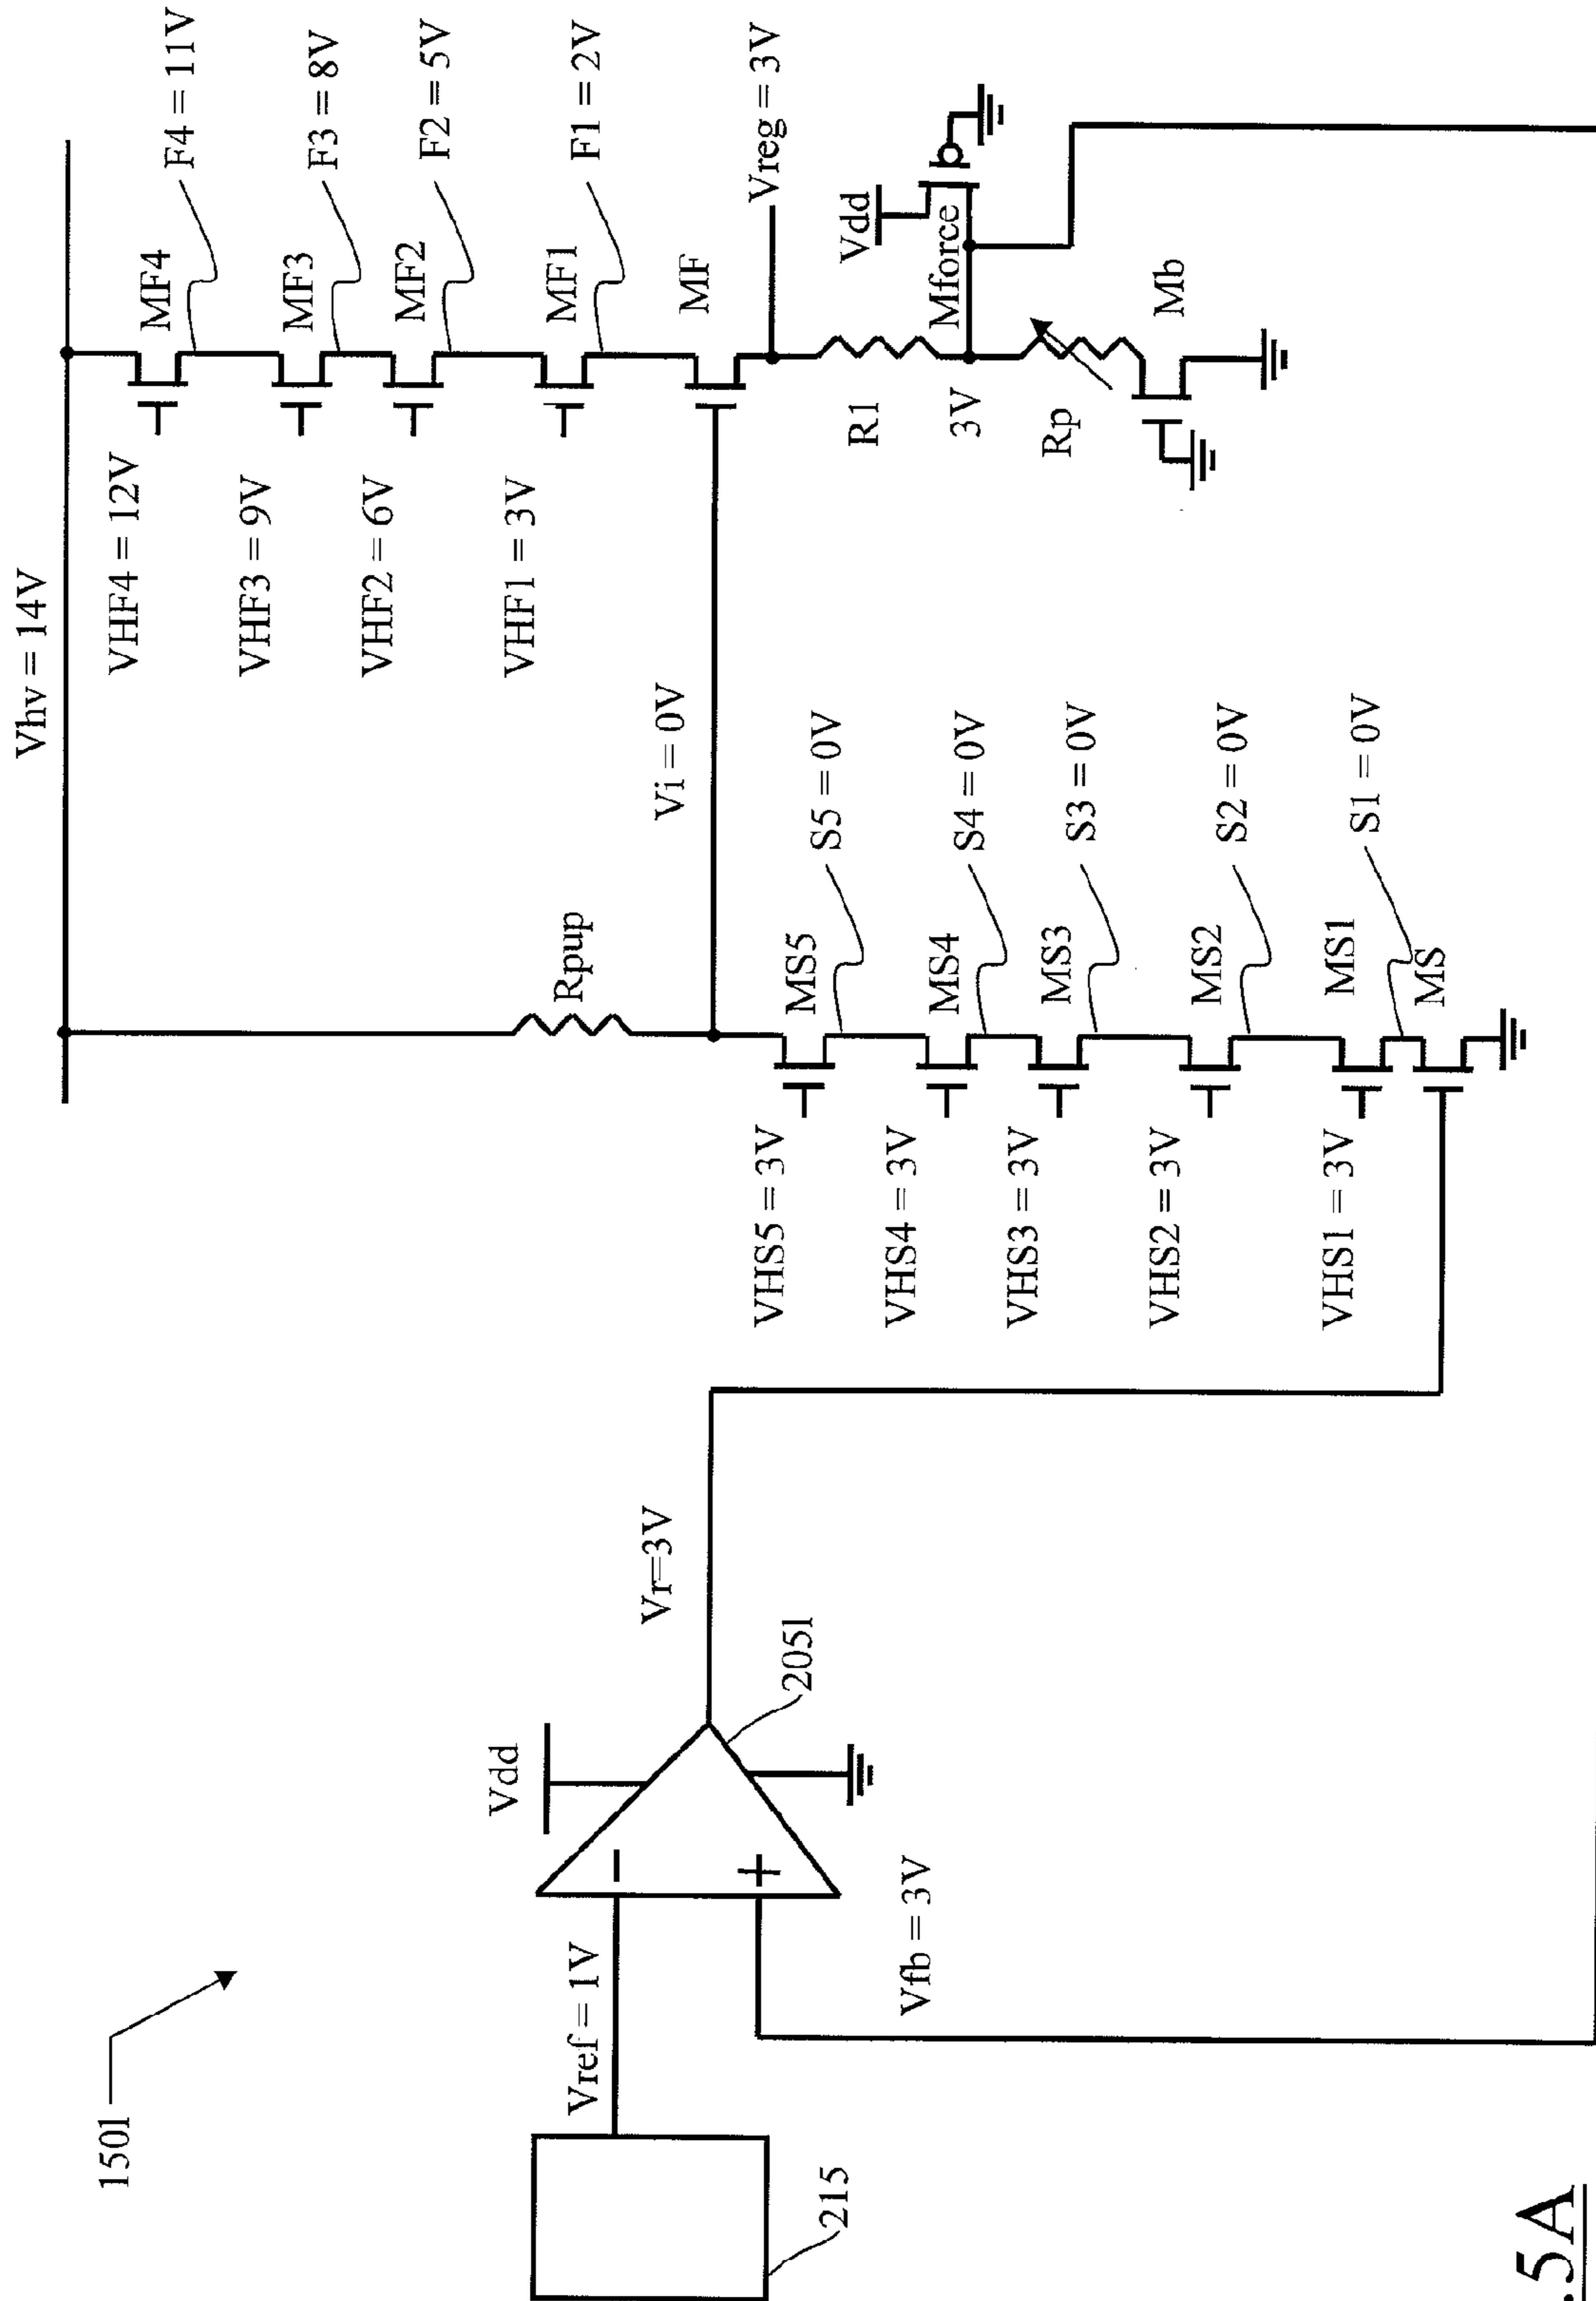 150l
215
Vref = 1V
Vfb = 3V
Vdd
−
+
205l
Vr=3V
Vhv = 14V
Rpup
Vi = 0V
VHS5 = 3V
MS5
S5 = 0V
VHS4 = 3V
MS4
S4 = 0V
VHS3 = 3V
MS3
S3 = 0V
VHS2 = 3V
MS2
S2 = 0V
VHS1 = 3V
MS1
S1 = 0V
MS
VHF4 = 12V
MF4
F4 = 11V
VHF3 = 9V
MF3
F3 = 8V
VHF2 = 6V
MF2
F2 = 5V
VHF1 = 3V
MF1
F1 = 2V
MF
Vreg = 3V
R1
Vdd
Mforce
3V
Rp
Mb
.5A